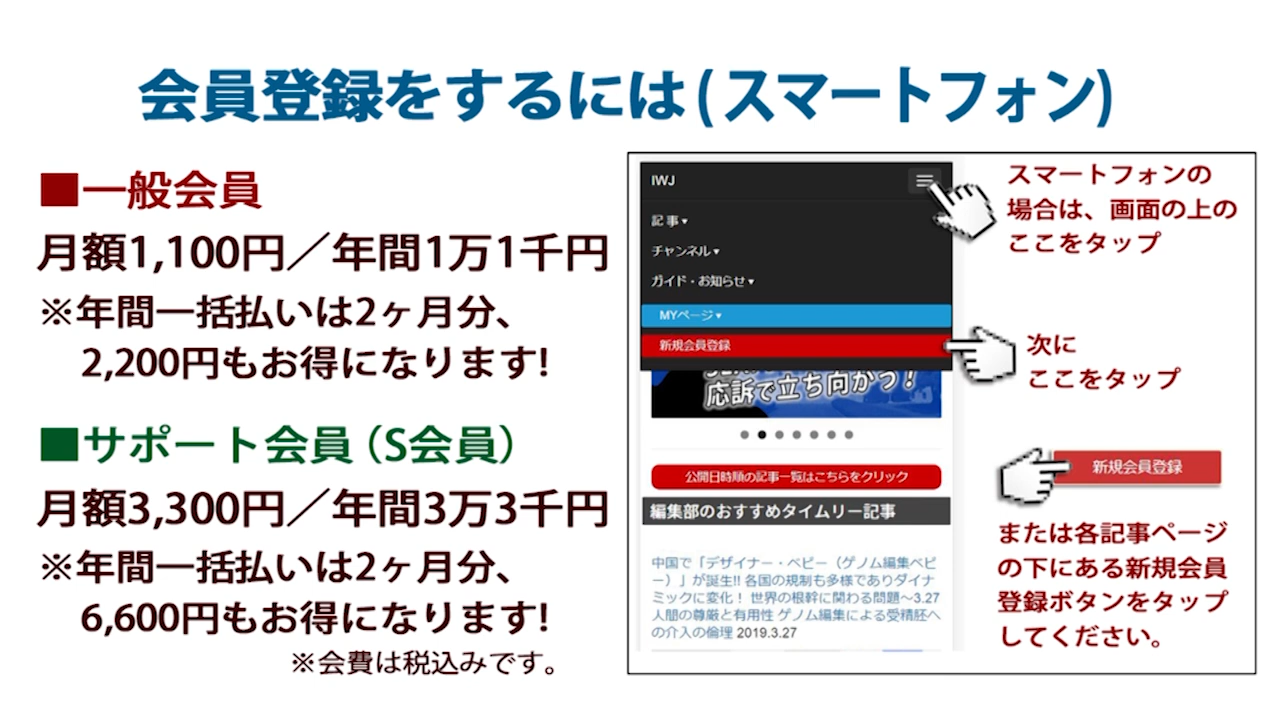 会員登録をするには(スマートフォン)
■一般会員
月額1,100円／年間1万1千円
※年間一括払いは2ヶ月分、
2,200円もお得になります!
■サポート会員（S会員）
月額3,300円／年間3万3千円
※年間一括払いは2ヶ月分、
6,600円もお得になります!
※会費は税込みです。
IWJ
記事▾
チャンネル▾
ガイド・お知らせ▾
MYページ▾
新規会員登録
応訴で立ち向かう！
公開日時順の記事一覧はこちらをクリック
編集部のおすすめタイムリー記事
中国で「デザイナー・ベビー（ゲノム編集ベビ
ー）」が誕生!! 各国の規制も多様でありダイナ
ミックに変化！ 世界の根幹に関わる問題～3.27
人間の尊厳と有用性 ゲノム編集による受精胚へ
の介入の倫理 2019.3.27
スマートフォンの
場合は、画面の上の
ここをタップ
次に
ここをタップ
新規会員登録
または各記事ページ
の下にある新規会員
登録ボタンをタップ
してください。